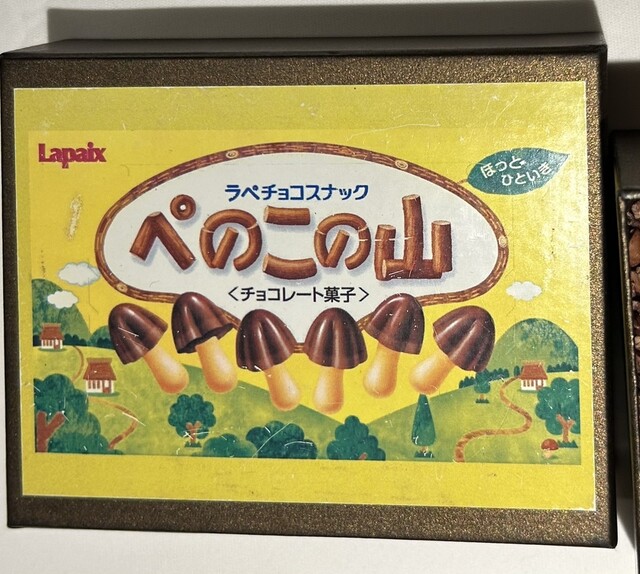 Lapaix
ほっと・
ひといき
ラペチョコスナック
ぺのこの山
〈チョコレート菓子〉